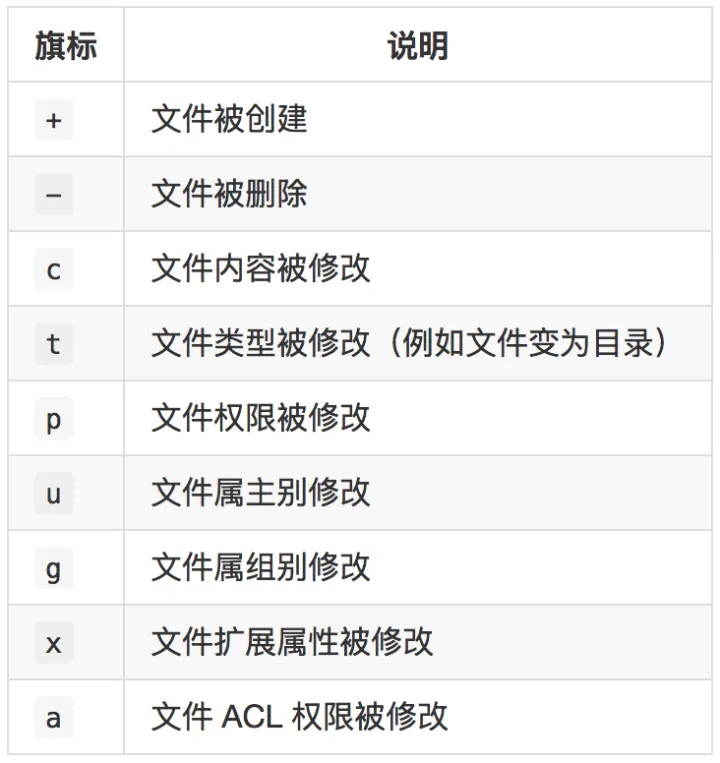 旗标 说明
+ 文件被创建
- 文件被删除
c 文件内容被修改
t 文件类型被修改（例如文件变为目录）
p 文件权限被修改
u 文件属主别修改
g 文件属组别修改
x 文件扩展属性被修改
a 文件 ACL 权限被修改